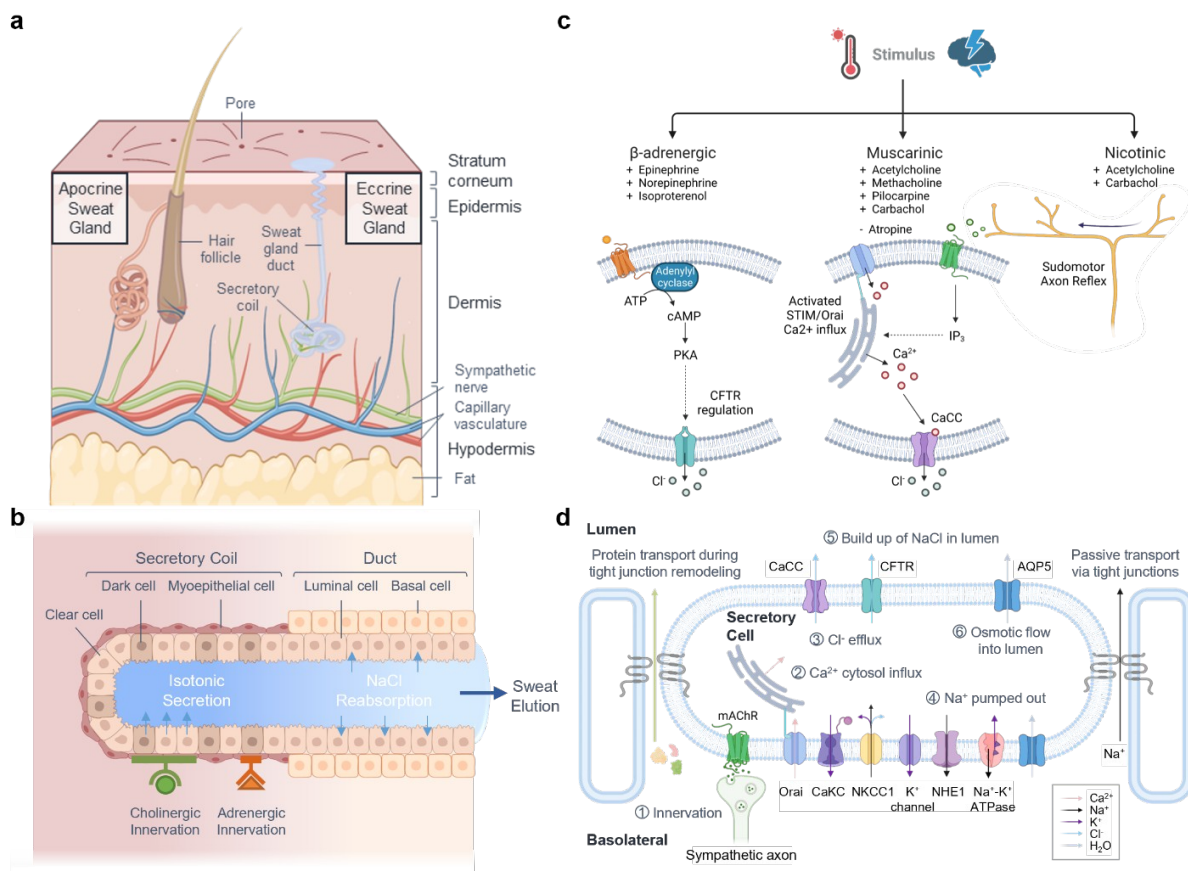 a
Pore
Apocrine
Sweat
Gland
Eccrine
Sweat
Gland
Hair
follicle
Sweat
gland
duct
Secretory
coil
Stratum
corneum
Epidermis
Dermis
Sympathetic
nerve
Capillary
vasculature
Hypodermis
Fat
b
Secretory Coil
Duct
Dark cell
Myoepithelial cell
Luminal cell
Basal cell
Clear cell
Isotonic
Secretion
NaCl
Reabsorption
Sweat
Elution
Cholinergic
Innervation
Adrenergic
Innervation
c
Stimulus
β-adrenergic
+ Epinephrine
+ Norepinephrine
+ Isoproterenol
Muscarinic
+ Acetylcholine
+ Methacholine
+ Pilocarpine
+ Carbachol
- Atropine
Nicotinic
+ Acetylcholine
+ Carbachol
Adenylyl
cyclase
ATP
cAMP
PKA
CFTR
regulation
Cl-
Activated
STIM/Orai
Ca2+ influx
IP₃
Ca²⁺
CaCC
Cl-
Sudomotor
Axon Reflex
d
Lumen
Protein transport during
tight junction remodeling
⑤ Build up of NaCl in lumen
CaCC
CFTR
AQP5
Passive transport
via tight junctions
Secretory
Cell
③ Cl- efflux
⑥ Osmotic flow
into lumen
② Ca²⁺ cytosol influx
④ Na⁺ pumped out
mAChR
Na⁺
Orai
CaKC
NKCC1
K⁺
channel
NHE1
Na⁺-K⁺
ATPase
① Innervation
Basolateral
Sympathetic axon
Ca²⁺
Na⁺
K⁺
Cl-
H₂O